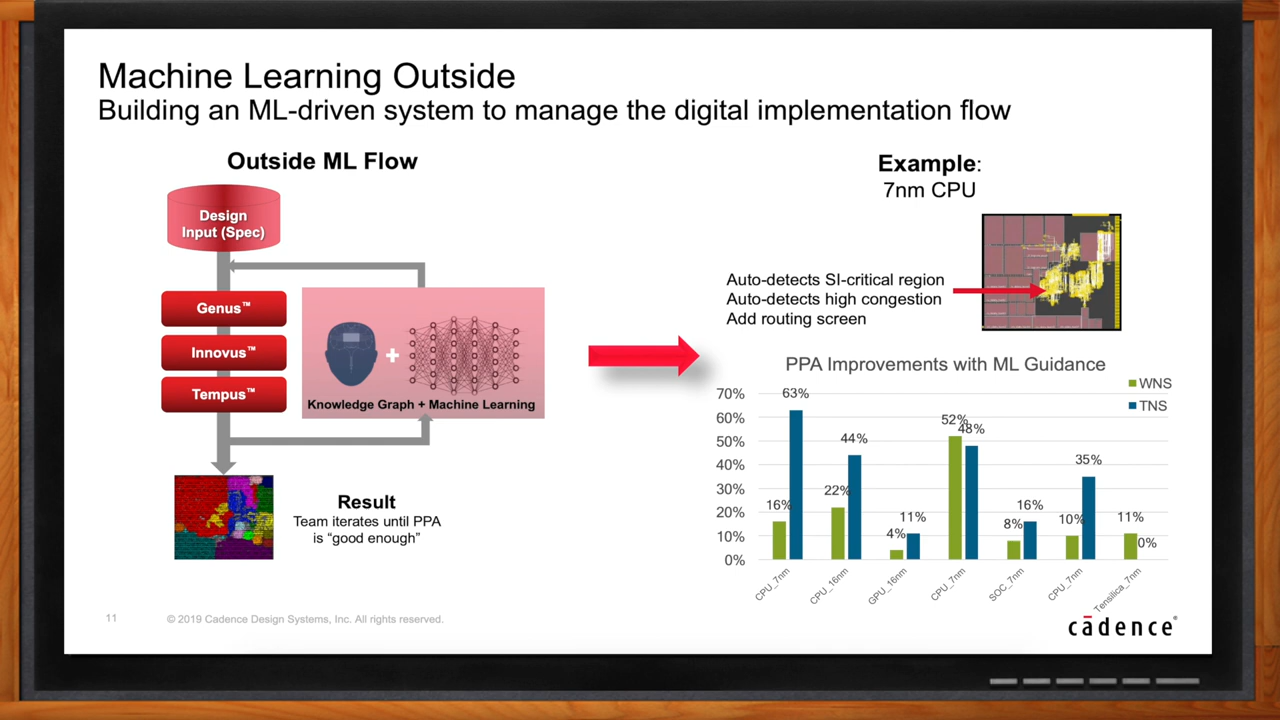 Machine Learning Outside
Building an ML-driven system to manage the digital implementation flow
Outside ML Flow
Design
Input (Spec)
Genus™
Innovus™
Tempus™
Knowledge Graph + Machine Learning
Result
Team iterates until PPA
is “good enough”
Example:
7nm CPU
Auto-detects SI-critical region
Auto-detects high congestion
Add routing screen
PPA Improvements with ML Guidance
WNS
TNS
70%
60%
50%
40%
30%
20%
10%
0%
16%
63%
22%
44%
4%
11%
52%
48%
8%
16%
10%
35%
11%
0%
CPU_7nm
CPU_16nm
GPU_16nm
CPU_7nm
SOC_7nm
CPU_7nm
Tensilica_7nm
11
© 2019 Cadence Design Systems, Inc. All rights reserved.
cādence®